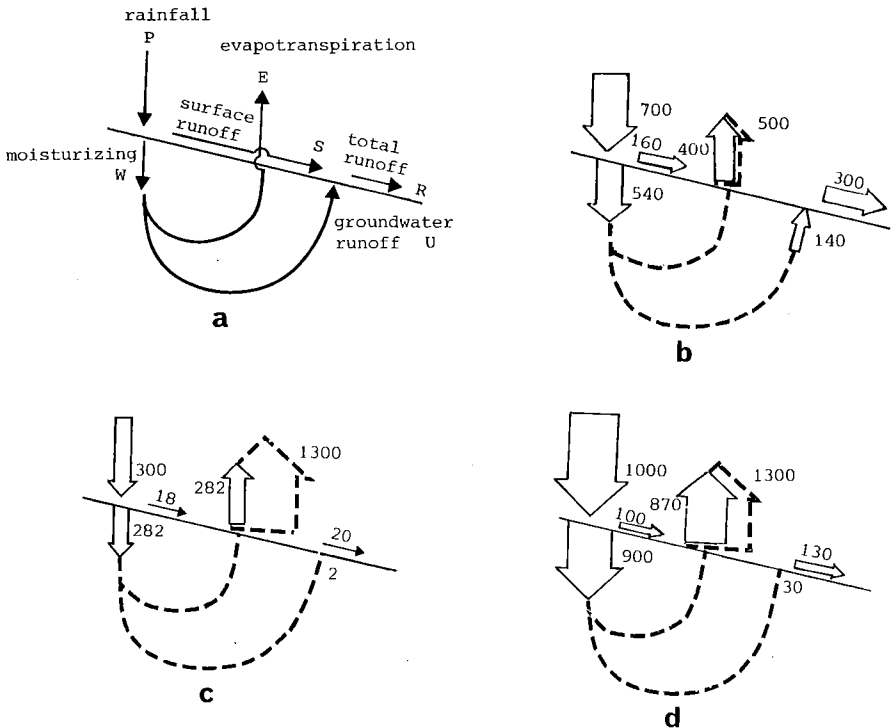 rainfall
P
evapotranspiration
E
surface
runoff
S
total
runoff
R
moisturizing
W
groundwater
runoff U
a
700
160
400
500
540
300
140
b
300
18
282
1300
282
20
2
c
1000
100
870
1300
900
130
30
d